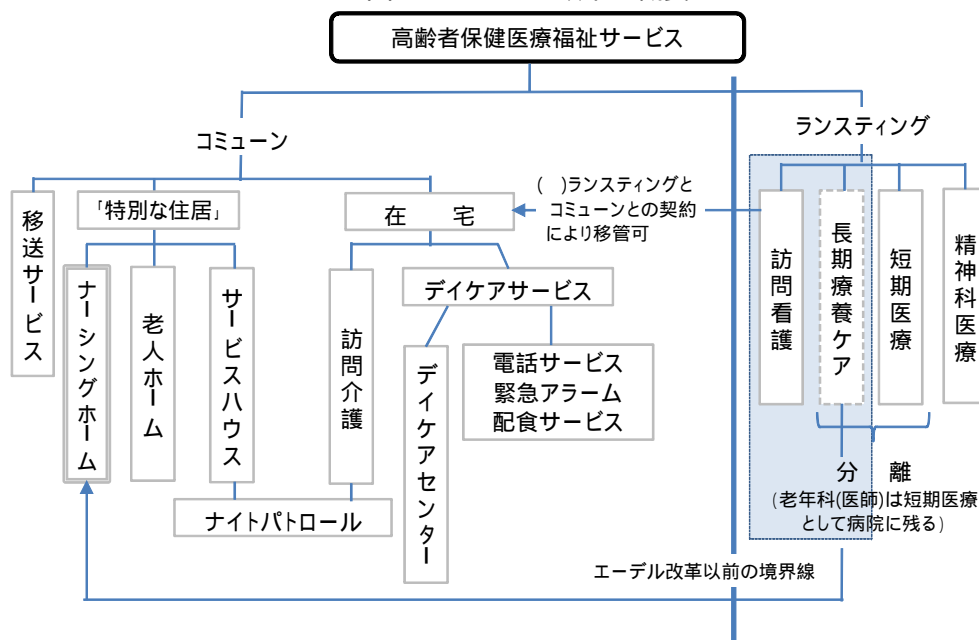 高齢者保健医療福祉サービス
コミューン
ランスティング
移送サービス
「特別な住居」
在　宅
(　)ランスティングと
コミューンとの契約
により移管可
訪問看護
長期療養ケア
短期医療
精神科医療
ナーシングホーム
老人ホーム
サービスハウス
訪問介護
デイケアサービス
デイケアセンター
電話サービス
緊急アラーム
配食サービス
ナイトパトロール
分　離
(老年科(医師)は短期医療
として病院に残る)
エーデル改革以前の境界線